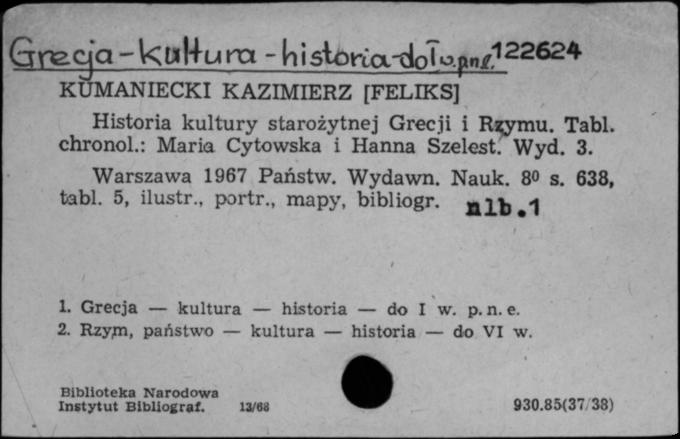 Grecja - kultura - historia - do I w. p.n.e. 122624
KUMANIECKI KAZIMIERZ [FELIKS]
Historia kultury starożytnej Grecji i Rzymu. Tabl.
chronol.: Maria Cytowska i Hanna Szelest. Wyd. 3.
Warszawa 1967 Państw. Wydawn. Nauk. 8⁰ s. 638,
tabl. 5, ilustr., portr., mapy, bibliogr. nlb.1
1. Grecja — kultura — historia — do I w. p. n. e.
2. Rzym, państwo — kultura — historia — do VI w.
Biblioteka Narodowa
Instytut Bibliograf. 13/68 930.85(37/38)